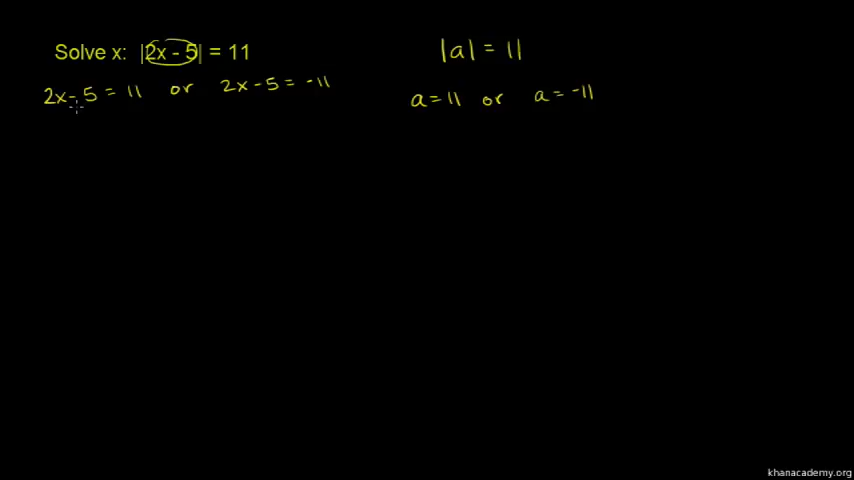 Solve x: |2x - 5| = 11
|a| = 11
2x - 5 = 11 or 2x - 5 = -11
a = 11 or a = -11
khanacademy.org